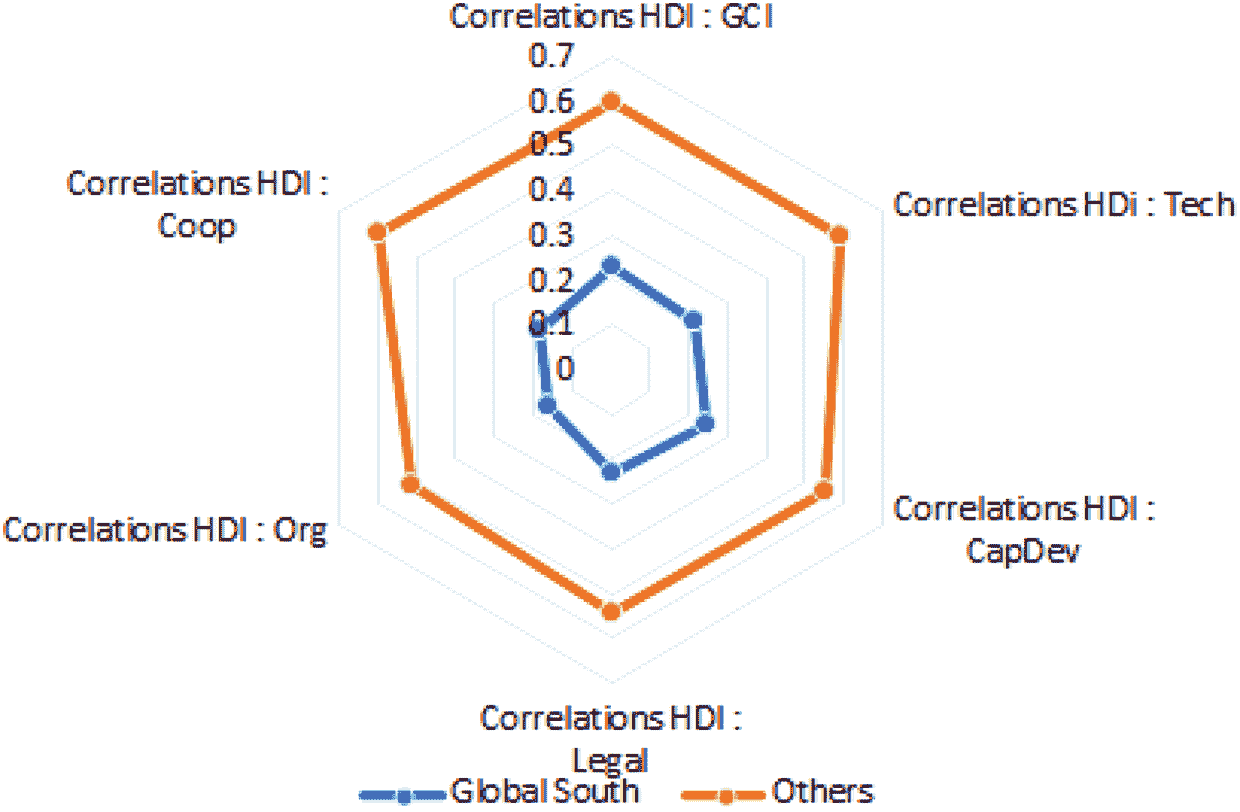 Correlations HDI : GCI
0.7
0.6
0.5
0.4
0.3
0.2
0.1
0
Correlations HDi : Tech
Correlations HDI :
CapDev
Correlations HDI :
Legal
Correlations HDI : Org
Correlations HDI :
Coop
Global South
Others